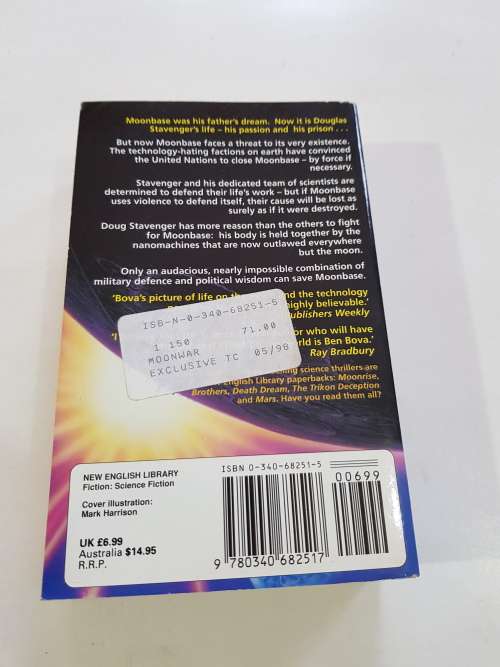 Moonbase was his father's dream. Now it is Douglas
Stavenger's life – his passion and his prison . . .
But now Moonbase faces a threat to its very existence.
The technology-hating factions on earth have convinced
the United Nations to close Moonbase – by force if
necessary.
Stavenger and his dedicated team of scientists are
determined to defend their life's work – but if Moonbase
uses violence to defend itself, their cause will be lost as
surely as if it were destroyed.
Doug Stavenger has more reason than the others to fight
for Moonbase: his body is held together by the
nanomachines that are now outlawed everywhere
but the moon.
Only an audacious, nearly impossible combination of
military defence and political wisdom can save Moonbase.
'Bova's picture of life on the and the technology
highly believable.'
Publishers Weekly
'I or who will have
rld is Ben Bova.'
Ray Bradbury
ing science thrillers are
English Library paperbacks: Moonrise,
Brothers, Death Dream, The Trikon Deception
and Mars. Have you read them all?
ISB-N-0-340-68251-5
1 150 71.00
MOONWAR
EXCLUSIVE TC 05/98
NEW ENGLISH LIBRARY
Fiction: Science Fiction
Cover illustration:
Mark Harrison
UK £6.99
Australia $14.95
R.R.P.
ISBN 0-340-68251-5
00699
9 780340 682517